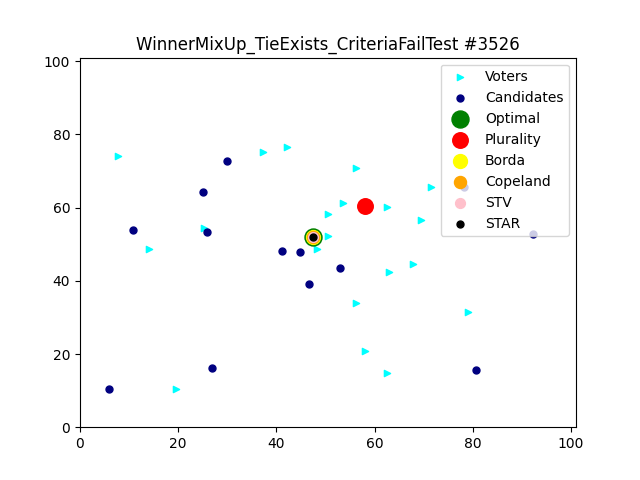 WinnerMixUp_TieExists_CriteriaFailTest #3526
100
80
60
40
20
0
0 20 40 60 80 100
Voters
Candidates
Optimal
Plurality
Borda
Copeland
STV
STAR